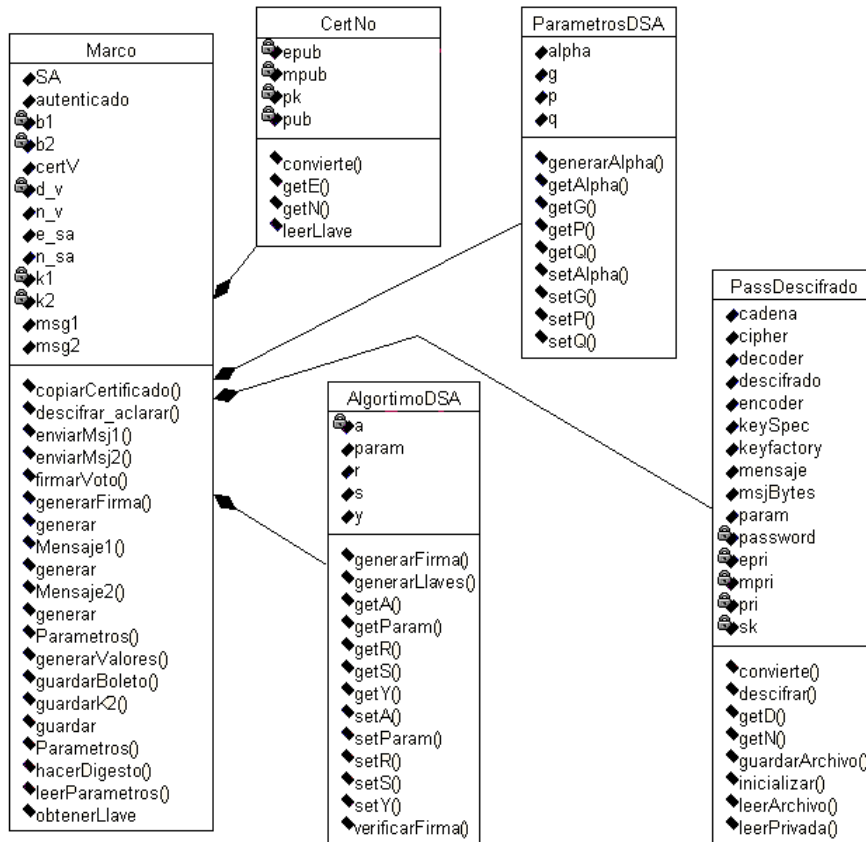 Marco
SA
autenticado
b1
b2
certV
d_v
n_v
e_sa
n_sa
k1
k2
msg1
msg2
copiarCertificado()
descifrar_aclarar()
enviarMsj1()
enviarMsj2()
firmarVoto()
generarFirma()
generar
Mensaje1()
generar
Mensaje2()
generar
Parametros()
generarValores()
guardarBoleto()
guardarK2()
guardar
Parametros()
hacerDigesto()
leerParametros()
obtenerLlave
CertNo
epub
mpub
pk
pub
convierte()
getE()
getN()
leerLlave
ParametrosDSA
alpha
g
p
q
generarAlpha()
getAlpha()
getG()
getP()
getQ()
setAlpha()
setG()
setP()
setQ()
AlgortimoDSA
a
param
r
s
y
generarFirma()
generarLlaves()
getA()
getParam()
getR()
getS()
getY()
setA()
setParam()
setR()
setS()
setY()
verificarFirma()
PassDescifrado
cadena
cipher
decoder
descifrado
encoder
keySpec
keyfactory
mensaje
msjBytes
param
password
epri
mpri
pri
sk
convierte()
descifrar()
getD()
getN()
guardarArchivo()
inicializar()
leerArchivo()
leerPrivada()